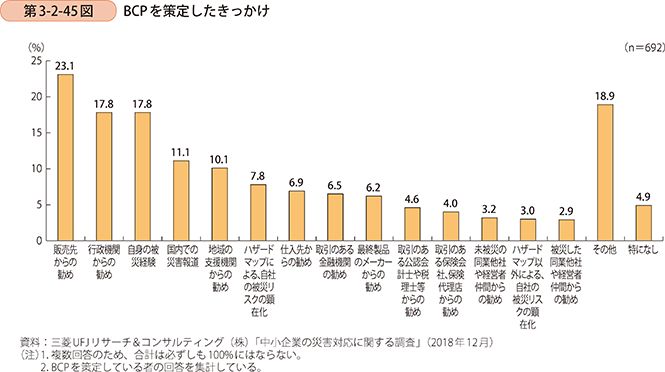 第3-2-45図
BCPを策定したきっかけ
(%)
(n=692)
25
20
15
10
5
0
23.1
17.8
17.8
11.1
10.1
7.8
6.9
6.5
6.2
4.6
4.0
3.2
3.0
2.9
18.9
4.9
販売先
からの
勧め
行政機関
からの
勧め
自身の被
災経験
国内での
災害報道
地域の
支援機関
からの
勧め
ハザード
マップに
よる、自社
の被災リ
スクの顕
在化
仕入先か
らの勧め
取引のある
金融機関
の勧め
最終製品
のメーカー
からの勧
め
取引のあ
る公認会
計士や税
理士等
からの
勧め
取引のあ
る保険会
社、保険
代理店
からの
勧め
未被災の
同業他社
や経営者
仲間から
の勧め
ハザード
マップ以
外による、
自社の
被災リス
クの顕在
化
被災した
同業他社
や経営者
仲間から
の勧め
その他
特になし
資料:三菱UFJリサーチ&コンサルティング(株)「中小企業の災害対応に関する調査」(2018年12月)
(注)1.複数回答のため、合計は必ずしも100%にはならない。
2.BCPを策定している者の回答を集計している。